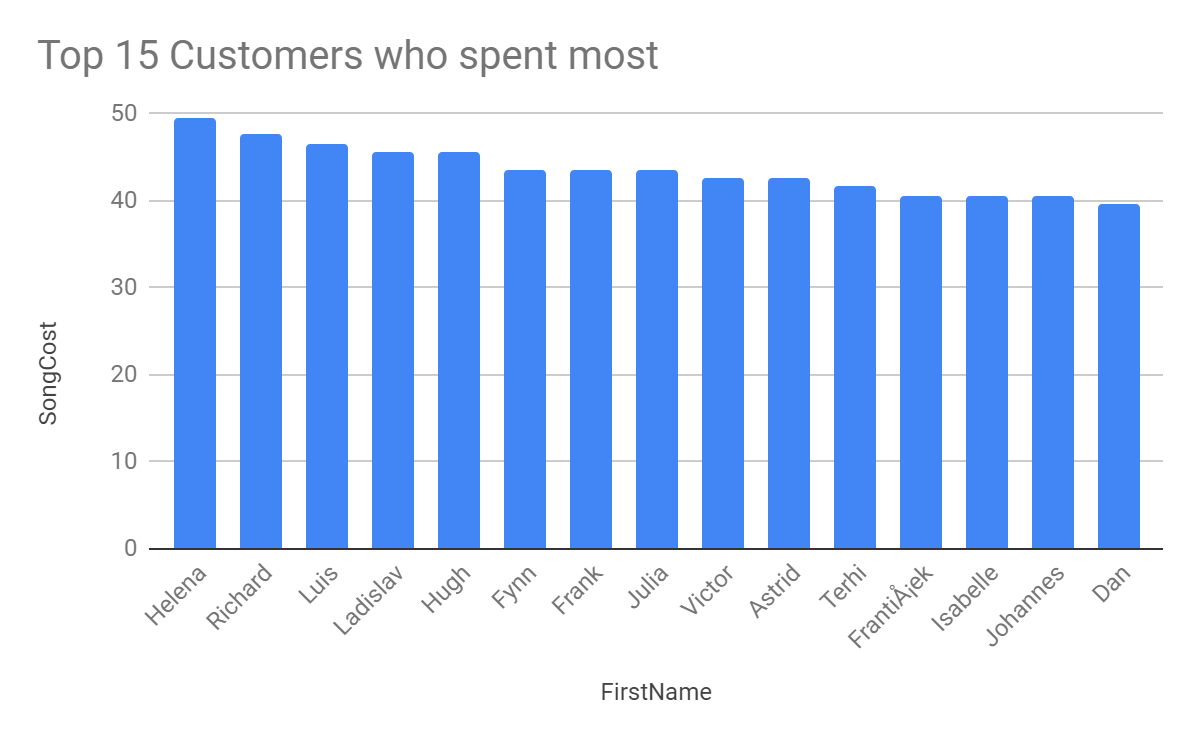 Top 15 Customers who spent most
50
40
30
20
10
0
SongCost
Helena
Richard
Luis
Ladislav
Hugh
Fynn
Frank
Julia
Victor
Astrid
Terhi
FrantiÅ¡ek
Isabelle
Johannes
Dan
FirstName